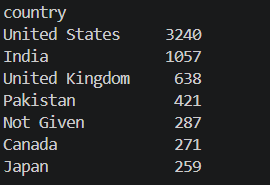 country
United States 3240
India 1057
United Kingdom 638
Pakistan 421
Not Given 287
Canada 271
Japan 259